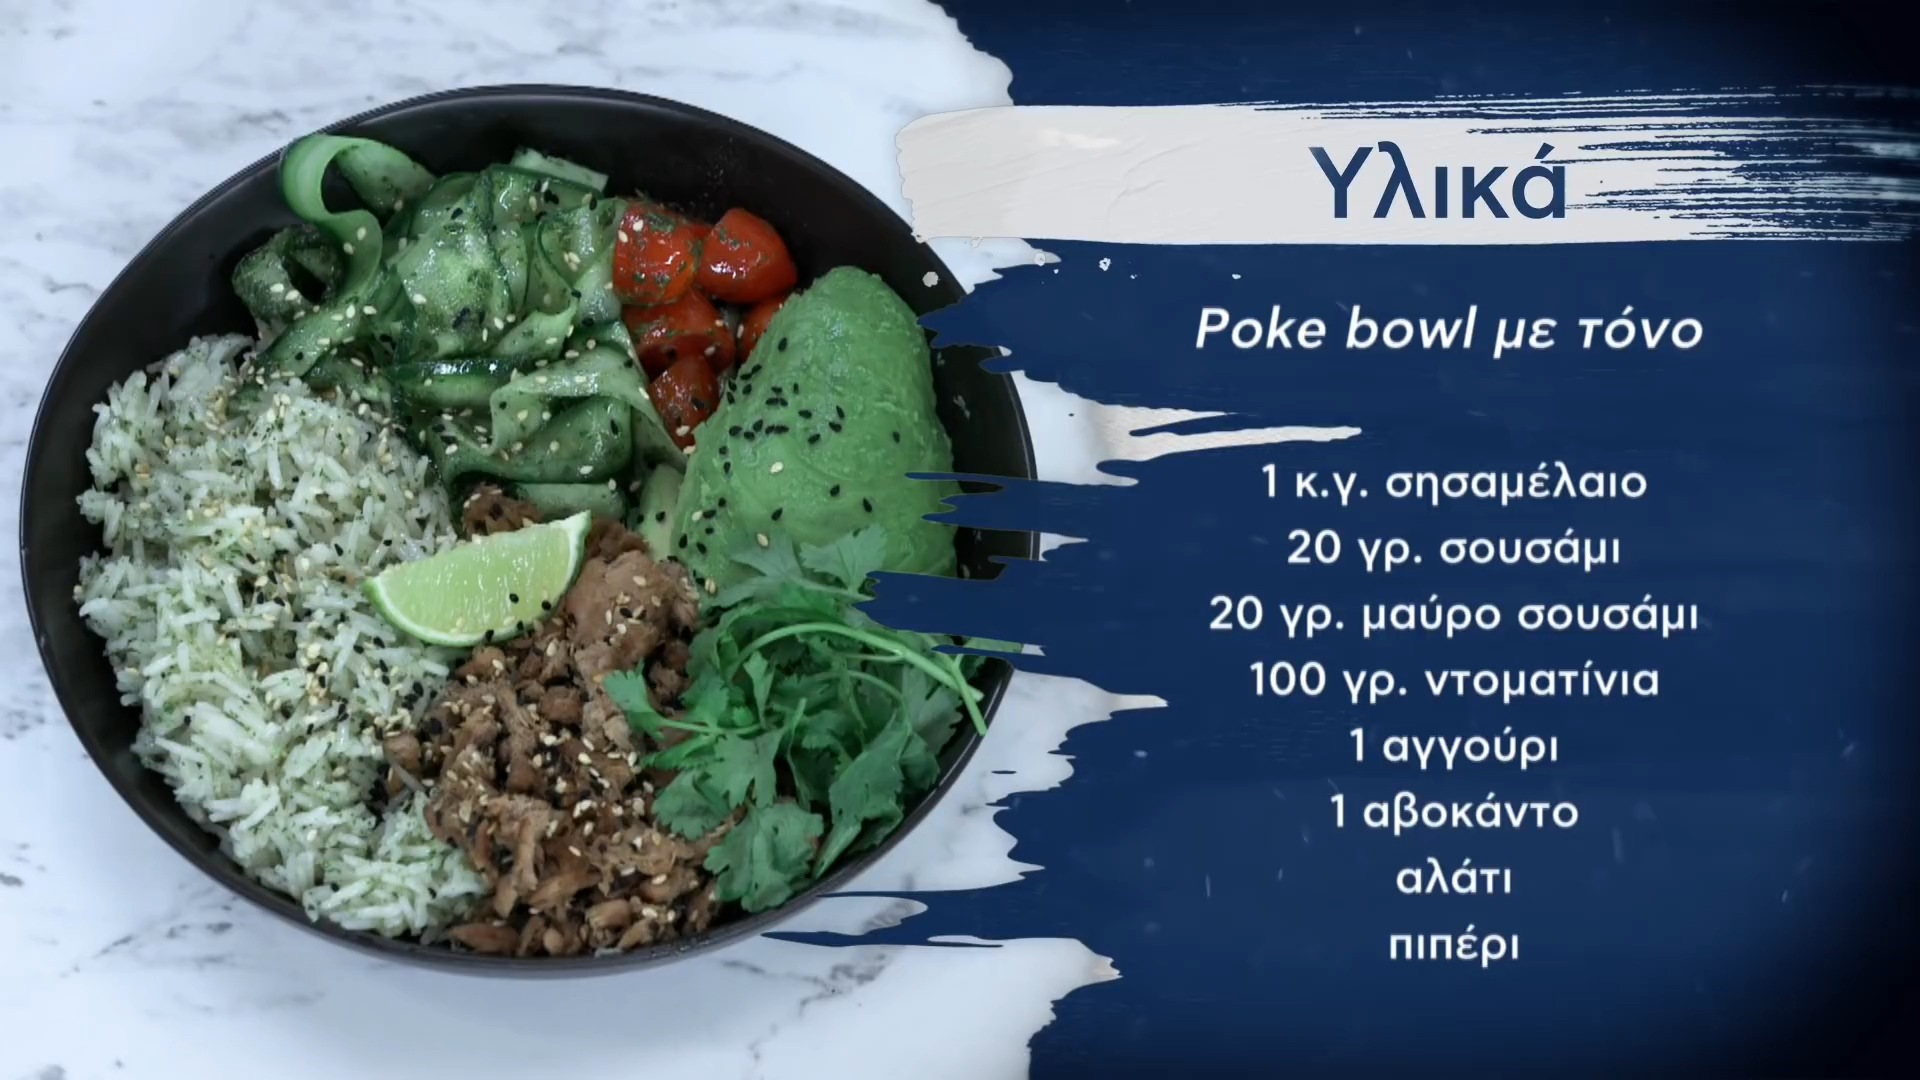 Υλικά
Poke bowl με τόνο
1 κ.γ. σησαμέλαιο
20 γρ. σουσάμι
20 γρ. μαύρο σουσάμι
100 γρ. ντοματίνια
1 αγγούρι
1 αβοκάντο
αλάτι
πιπέρι